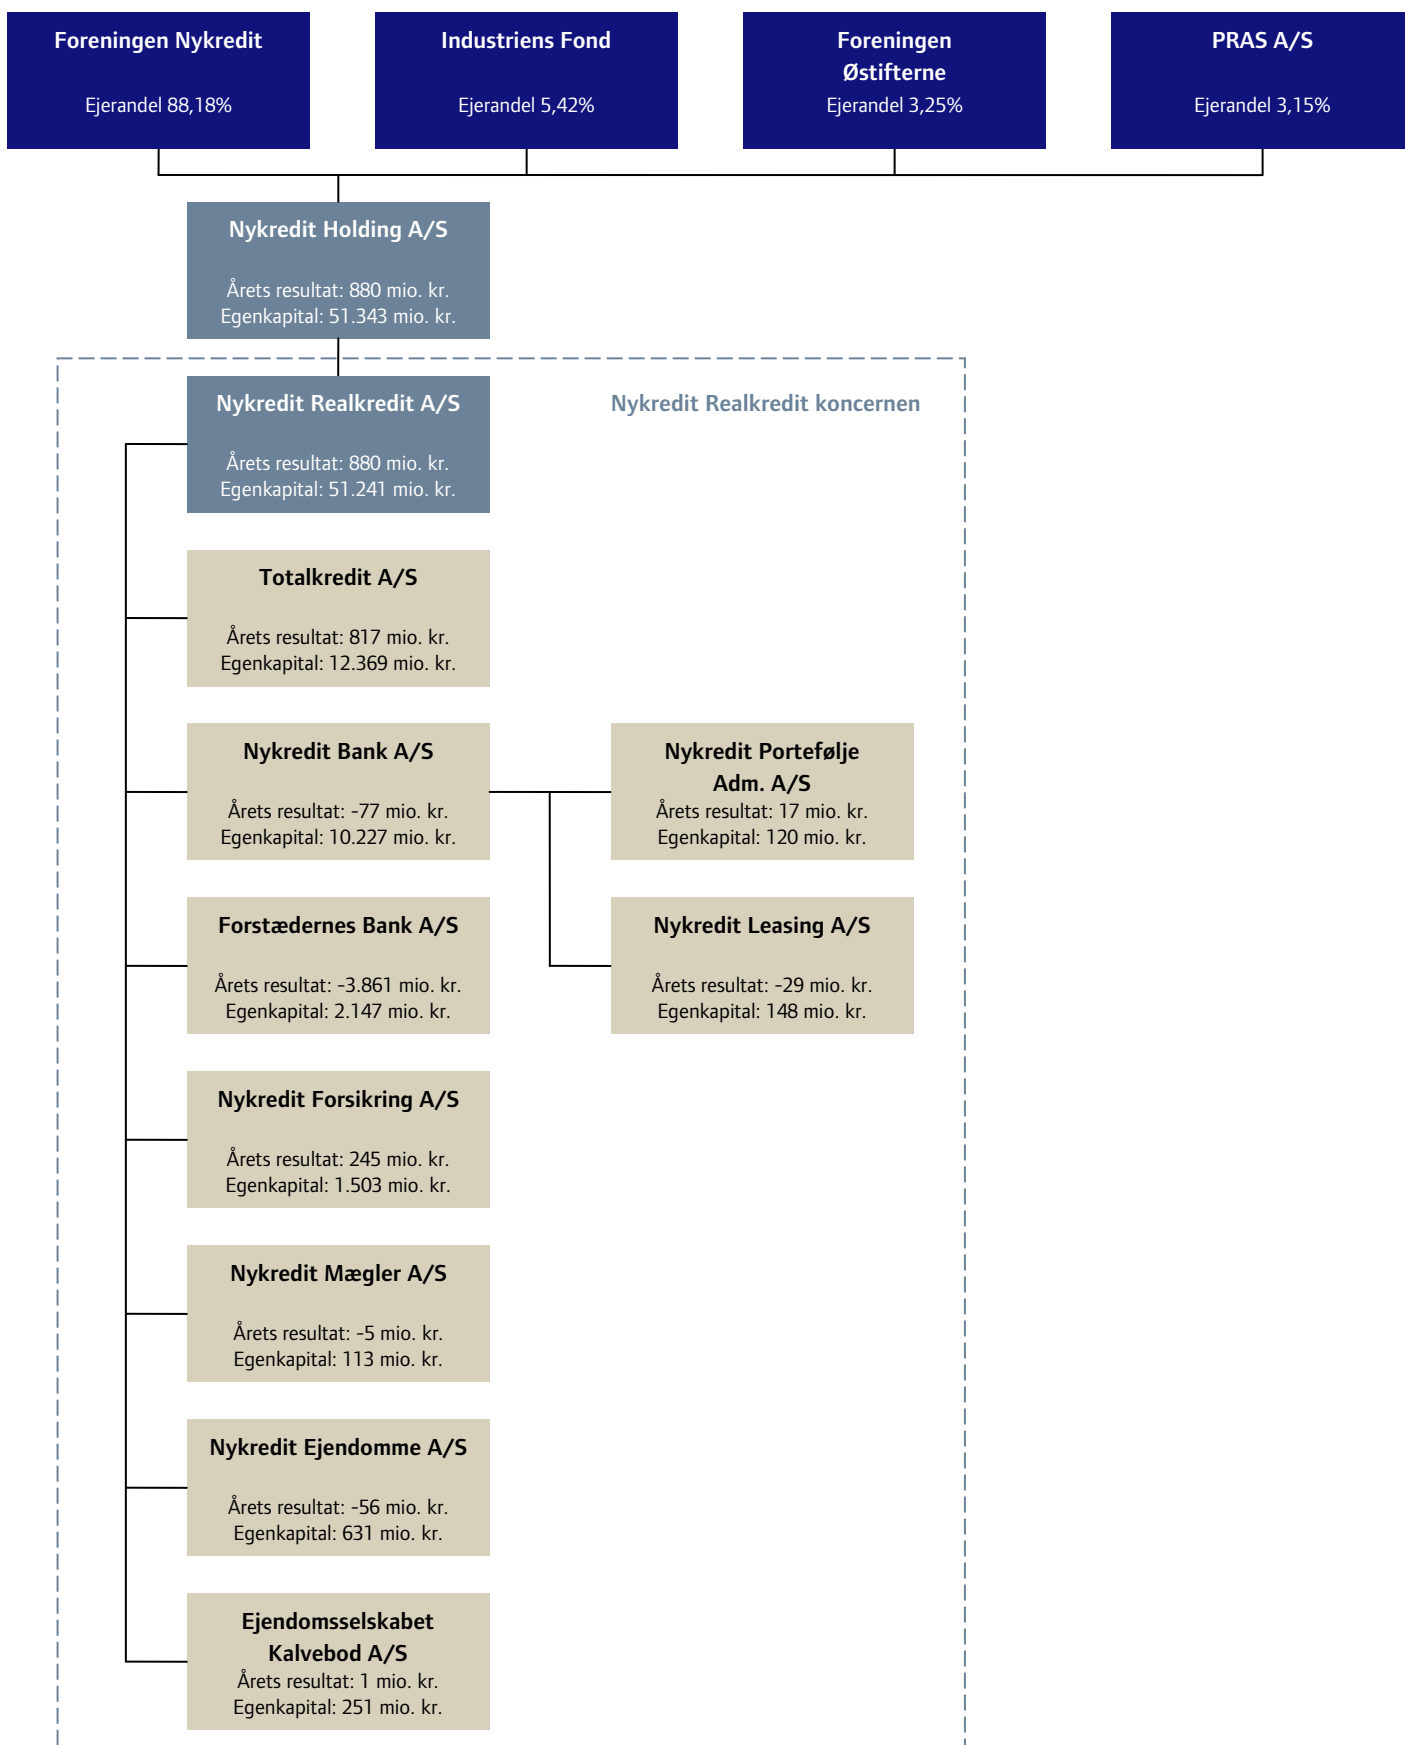 Foreningen Nykredit
Ejerandel 88,18%
Industriens Fond
Ejerandel 5,42%
Foreningen
Østifterne
Ejerandel 3,25%
PRAS A/S
Ejerandel 3,15%
Nykredit Holding A/S
Årets resultat: 880 mio. kr.
Egenkapital: 51.343 mio. kr.
Nykredit Realkredit A/S
Årets resultat: 880 mio. kr.
Egenkapital: 51.241 mio. kr.
Nykredit Realkredit koncernen
Totalkredit A/S
Årets resultat: 817 mio. kr.
Egenkapital: 12.369 mio. kr.
Nykredit Bank A/S
Årets resultat: -77 mio. kr.
Egenkapital: 10.227 mio. kr.
Nykredit Portefølje
Adm. A/S
Årets resultat: 17 mio. kr.
Egenkapital: 120 mio. kr.
Forstædernes Bank A/S
Årets resultat: -3.861 mio. kr.
Egenkapital: 2.147 mio. kr.
Nykredit Leasing A/S
Årets resultat: -29 mio. kr.
Egenkapital: 148 mio. kr.
Nykredit Forsikring A/S
Årets resultat: 245 mio. kr.
Egenkapital: 1.503 mio. kr.
Nykredit Mægler A/S
Årets resultat: -5 mio. kr.
Egenkapital: 113 mio. kr.
Nykredit Ejendomme A/S
Årets resultat: -56 mio. kr.
Egenkapital: 631 mio. kr.
Ejendomsselskabet
Kalvebod A/S
Årets resultat: 1 mio. kr.
Egenkapital: 251 mio. kr.